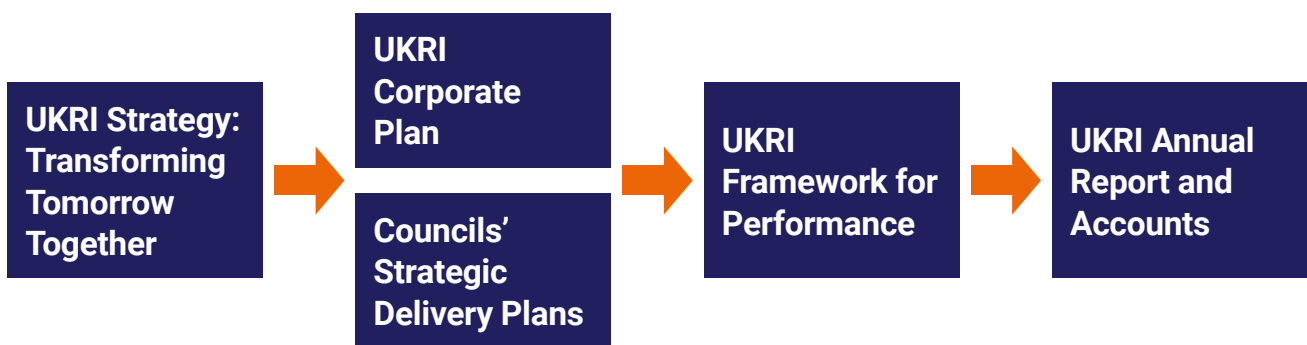 UKRI Strategy:
Transforming
Tomorrow
Together
UKRI
Corporate
Plan
Councils’
Strategic
Delivery Plans
UKRI
Framework for
Performance
UKRI Annual
Report and
Accounts